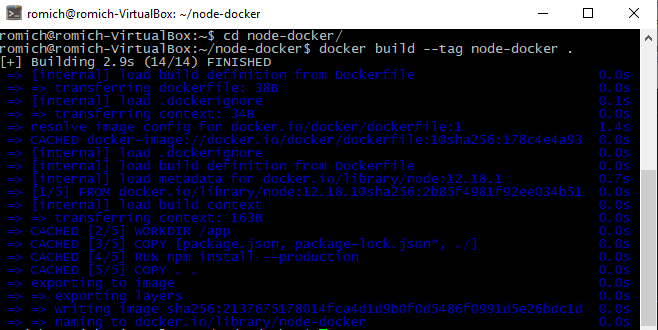 romich@romich-VirtualBox: ~/node-docker
romich@romich-VirtualBox:~$ cd node-docker/
romich@romich-VirtualBox:~/node-docker$ docker build --tag node-docker .
[+] Building 2.9s (14/14) FINISHED
=> [internal] load build definition from Dockerfile 0.0s
=> => transferring dockerfile: 38B 0.0s
=> [internal] load .dockerignore 0.1s
=> => transferring context: 34B 0.0s
=> resolve image config for docker.io/docker/dockerfile:1 1.4s
=> CACHED docker-image://docker.io/docker/dockerfile:1@sha256:178c4e4a93 0.0s
=> [internal] load .dockerignore 0.0s
=> [internal] load build definition from Dockerfile 0.0s
=> [internal] load metadata for docker.io/library/node:12.18.1 0.7s
=> [1/5] FROM docker.io/library/node:12.18.1@sha256:2b85f4981f92ee034b51 0.0s
=> [internal] load build context 0.0s
=> => transferring context: 163B 0.0s
=> CACHED [2/5] WORKDIR /app 0.0s
=> CACHED [3/5] COPY [package.json, package-lock.json*, ./] 0.0s
=> CACHED [4/5] RUN npm install --production 0.0s
=> CACHED [5/5] COPY . . 0.0s
=> exporting to image 0.0s
=> => exporting layers 0.0s
=> => writing image sha256:2137675178014fca4d1d9b0f0d5486f0991d5e26bdc1d 0.0s
=> => naming to docker.io/library/node-docker 0.0s